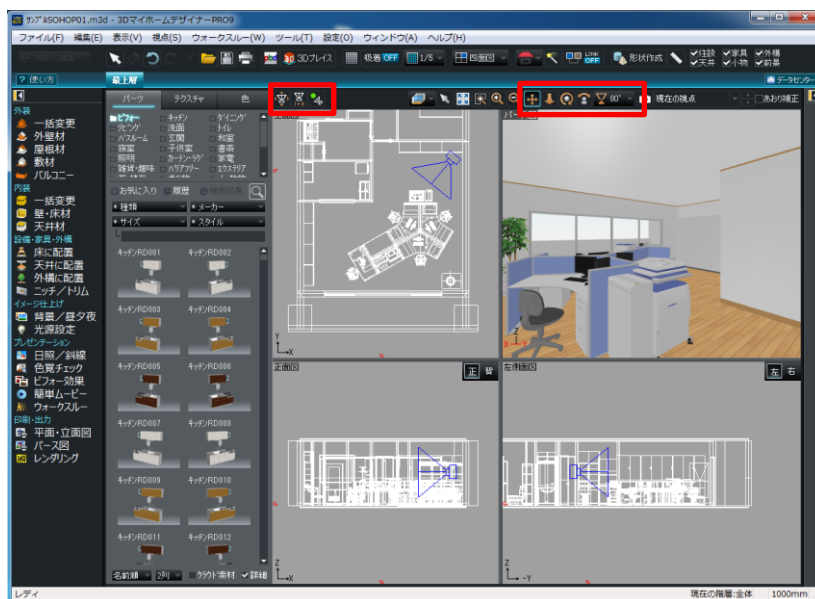 ｻﾝﾌﾟﾙSOHOP01.m3d - 3DマイホームデザイナーPRO9
ファイル(F) 編集(E) 表示(V) 視点(S) ウォークスルー(W) ツール(T) 設定(O) ウィンドウ(A) ヘルプ(H)
3Dプレイス 吸着 OFF 1/5 四面図 LINK OFF 形状作成 住設 家具 外構
天井 小物 前景
? 使い方 最上層 データセンター
パーツ テクスチャ 色 80° 現在の視点 あおり補正
外装
一括変更
外壁材
屋根材
敷材
バルコニー
内装
一括変更
壁・床材
天井材
設備・家具・外構
床に配置
天井に配置
外構に配置
ニッチ／トリム
イメージ仕上げ
背景／昼夕夜
光源設定
プレゼンテーション
日照／斜線
色覚チェック
ビフォー効果
簡単ムービー
ウォークスルー
印刷・出力
平面・立面図
パース図
レンダリング
ビフォー キッチン ダイニング
リビング 洗面 トイレ
バスルーム 玄関 和室
寝室 子供室 書斎
照明 カーテン・ラグ 家電
雑貨・趣味 バリアフリー エクステリア
お気に入り 履歴 検索結果
* 種類 * メーカー
* サイズ * スタイル
キッチンRD001 キッチンRD002
キッチンRD003 キッチンRD004
キッチンRD005 キッチンRD006
キッチンRD007 キッチンRD008
キッチンRD009 キッチンRD010
キッチンRD011 キッチンRD012
名前順 2列 クラウド素材 詳細
Y
X
Z
X Y
正面図 正 背
左側面図 左 右
Z
X
Z
-Y
レディ 現在の階層:全体 1000mm